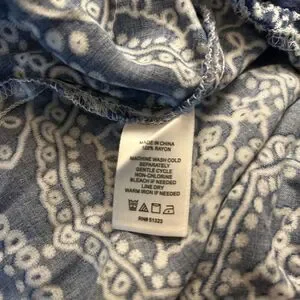 MADE IN CHINA
100% RAYON
MACHINE WASH COLD
SEPARATELY
GENTLE CYCLE
NON-CHLORINE
BLEACH IF NEEDED
LINE DRY
WARM IRON IF NEEDED
RN# 51323